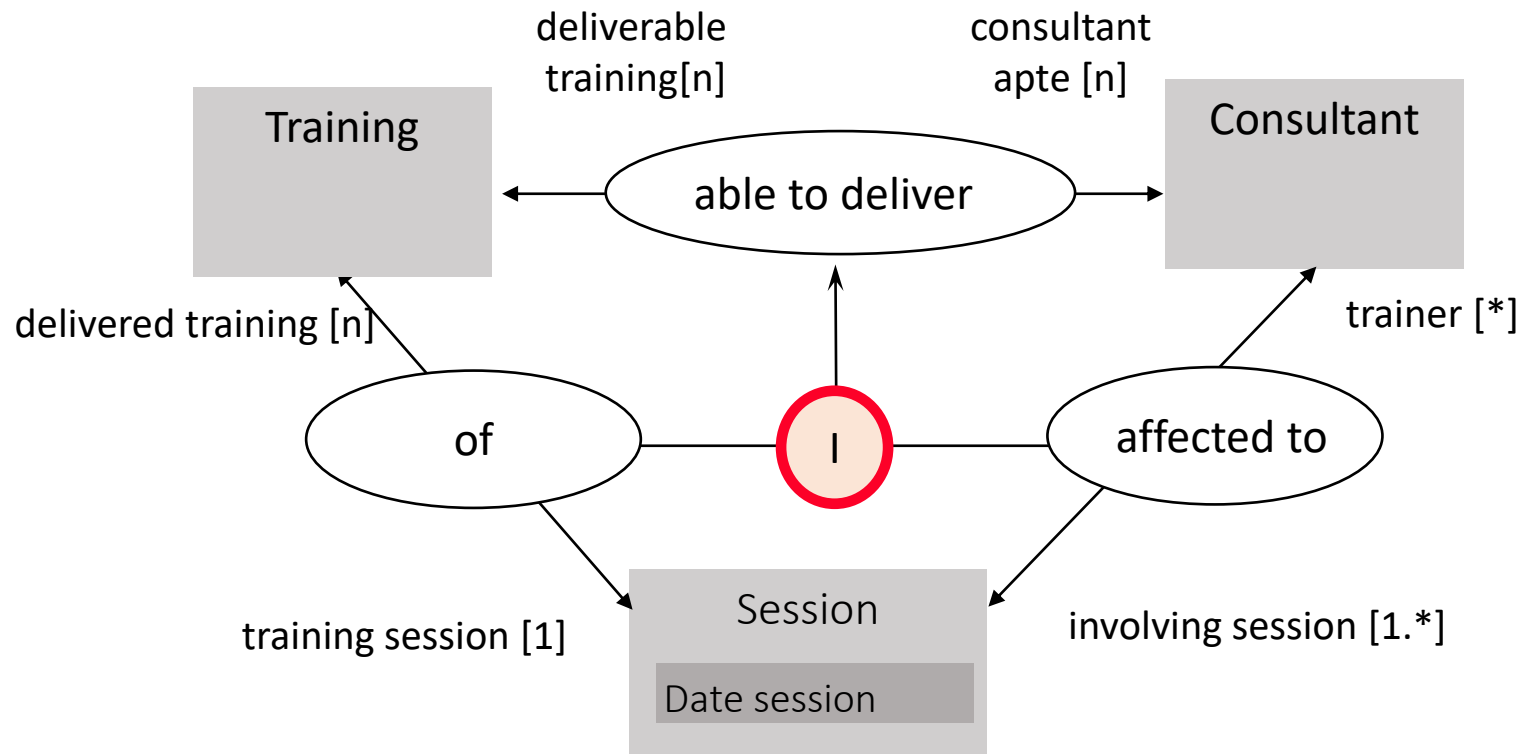 deliverable
training[n]
consultant
apte [n]
Training
Consultant
able to deliver
delivered training [n]
trainer [*]
of
I
affected to
Session
training session [1]
involving session [1.*]
Date session